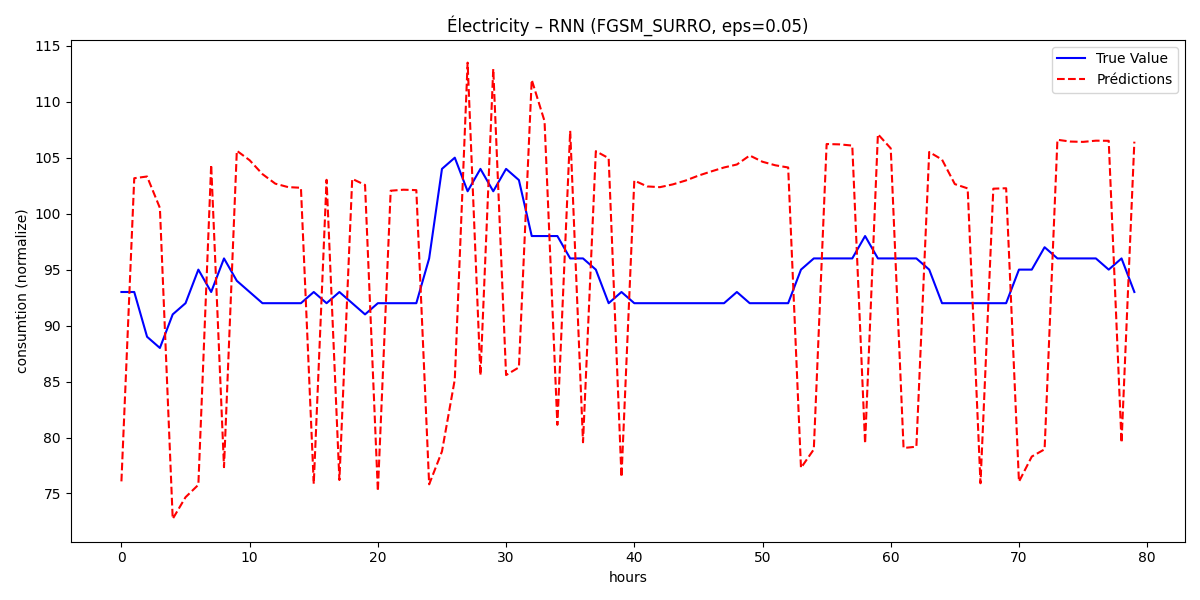 Électricity – RNN (FGSM_SURRO, eps=0.05)
True Value
Prédictions
consumtion (normalize)
115
110
105
100
95
90
85
80
75
0 10 20 30 40 50 60 70 80
hours